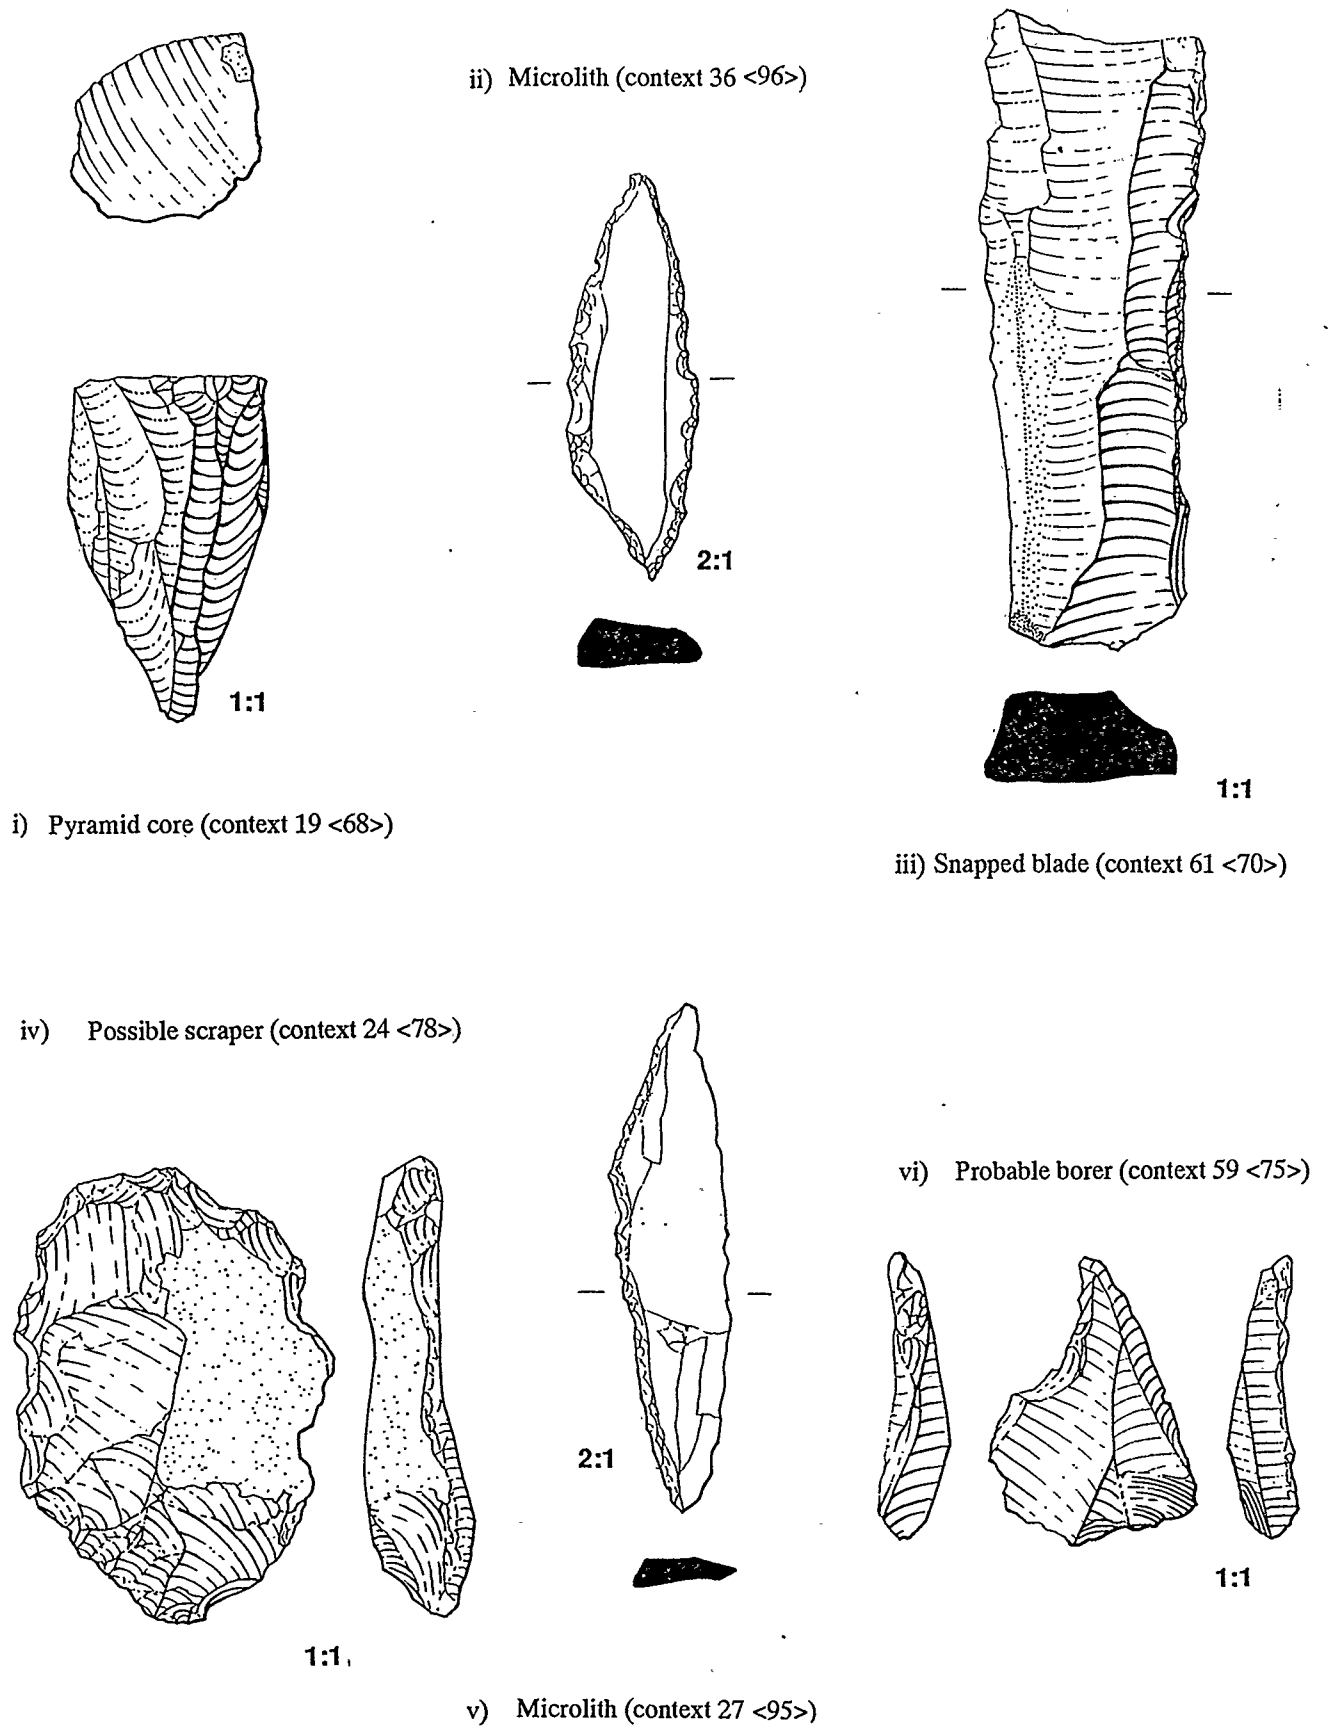 ii) Microlith (context 36 <96>)
2:1
1:1
1:1
i) Pyramid core (context 19 <68>)
iii) Snapped blade (context 61 <70>)
iv) Possible scraper (context 24 <78>)
vi) Probable borer (context 59 <75>)
2:1
1:1
1:1
v) Microlith (context 27 <95>)